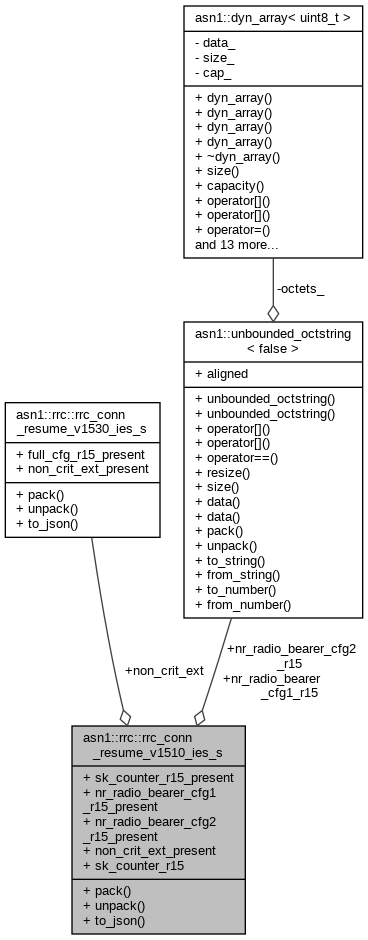 asn1::dyn_array< uint8_t >
- data_
- size_
- cap_
+ dyn_array()
+ dyn_array()
+ dyn_array()
+ dyn_array()
+ ~dyn_array()
+ size()
+ capacity()
+ operator[]()
+ operator[]()
+ operator=()
and 13 more...
-octets_
asn1::unbounded_octstring
< false >
+ aligned
+ unbounded_octstring()
+ unbounded_octstring()
+ operator[]()
+ operator[]()
+ operator==()
+ resize()
+ size()
+ data()
+ data()
+ pack()
+ unpack()
+ to_string()
+ from_string()
+ to_number()
+ from_number()
asn1::rrc::rrc_conn
_resume_v1530_ies_s
+ full_cfg_r15_present
+ non_crit_ext_present
+ pack()
+ unpack()
+ to_json()
+non_crit_ext
+nr_radio_bearer_cfg2
_r15
+nr_radio_bearer
_cfg1_r15
asn1::rrc::rrc_conn
_resume_v1510_ies_s
+ sk_counter_r15_present
+ nr_radio_bearer_cfg1
_r15_present
+ nr_radio_bearer_cfg2
_r15_present
+ non_crit_ext_present
+ sk_counter_r15
+ pack()
+ unpack()
+ to_json()